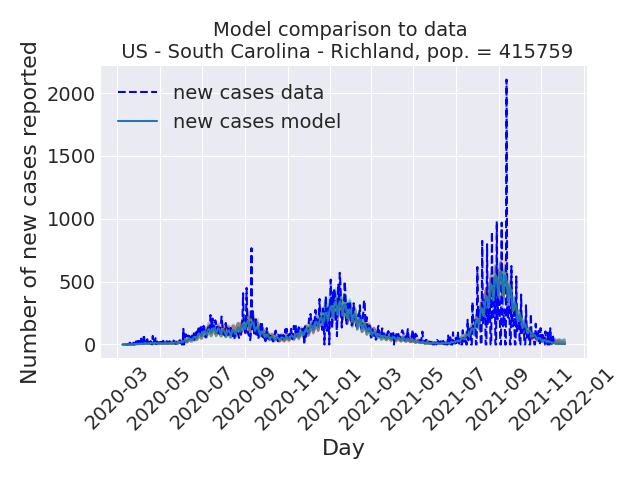 Model comparison to data
US - South Carolina - Richland, pop. = 415759
new cases data
new cases model
Number of new cases reported
2000
1500
1000
500
0
2020-03
2020-05
2020-07
2020-09
2020-11
2021-01
2021-03
2021-05
2021-07
2021-09
2021-11
2022-01
Day